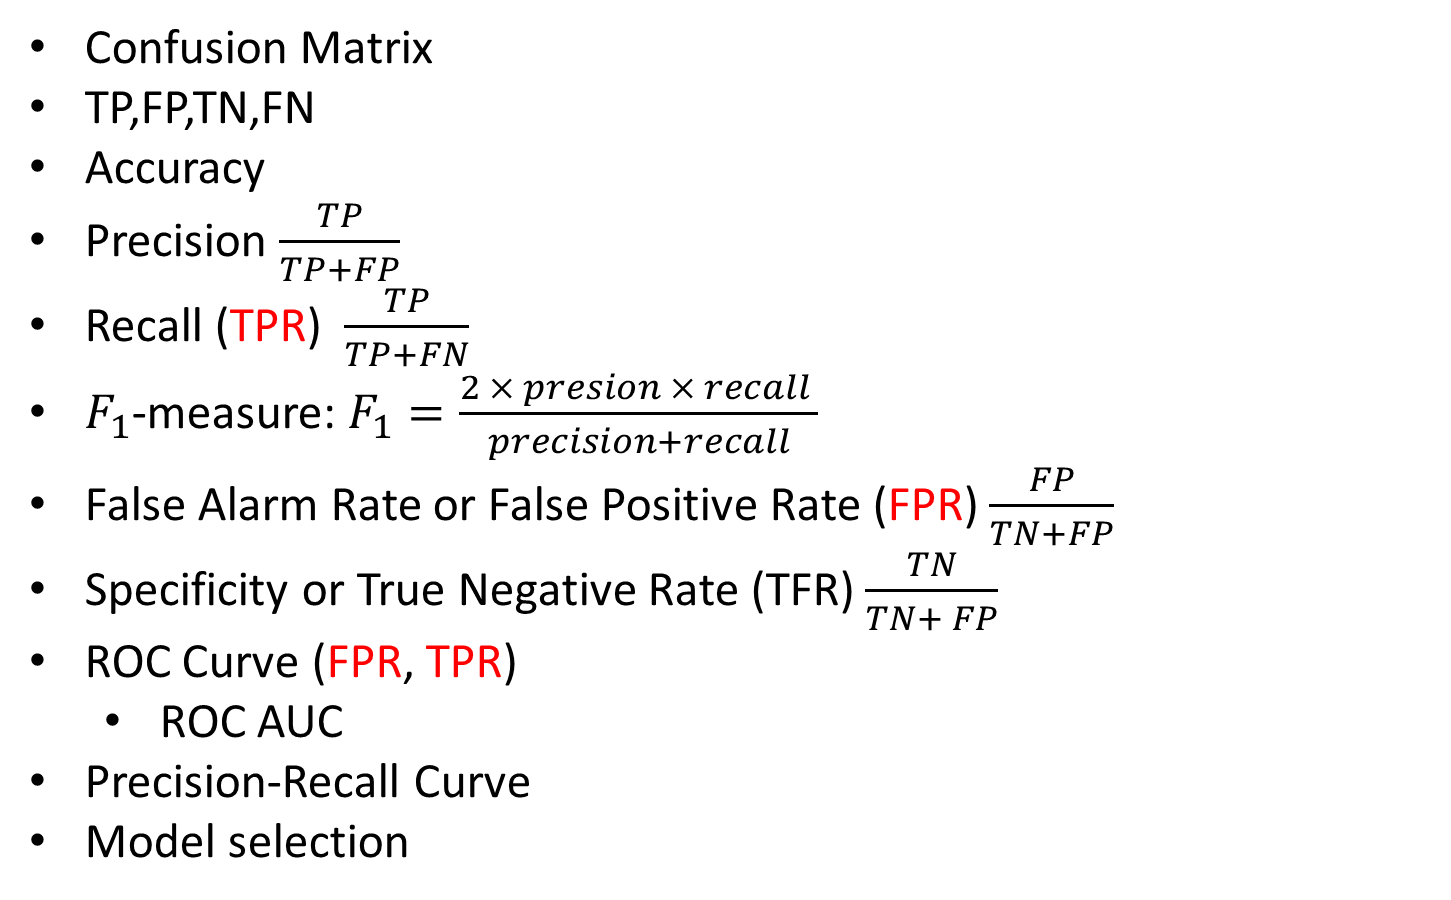 • Confusion Matrix
• TP,FP,TN,FN
• Accuracy
• Precision TP/(TP+FP)
• Recall (TPR) TP/(TP+FN)
• F₁-measure: F₁ = (2 × presion × recall)/(precision+recall)
• False Alarm Rate or False Positive Rate (FPR) FP/(TN+FP)
• Specificity or True Negative Rate (TFR) TN/(TN+ FP)
• ROC Curve (FPR, TPR)
• ROC AUC
• Precision-Recall Curve
• Model selection